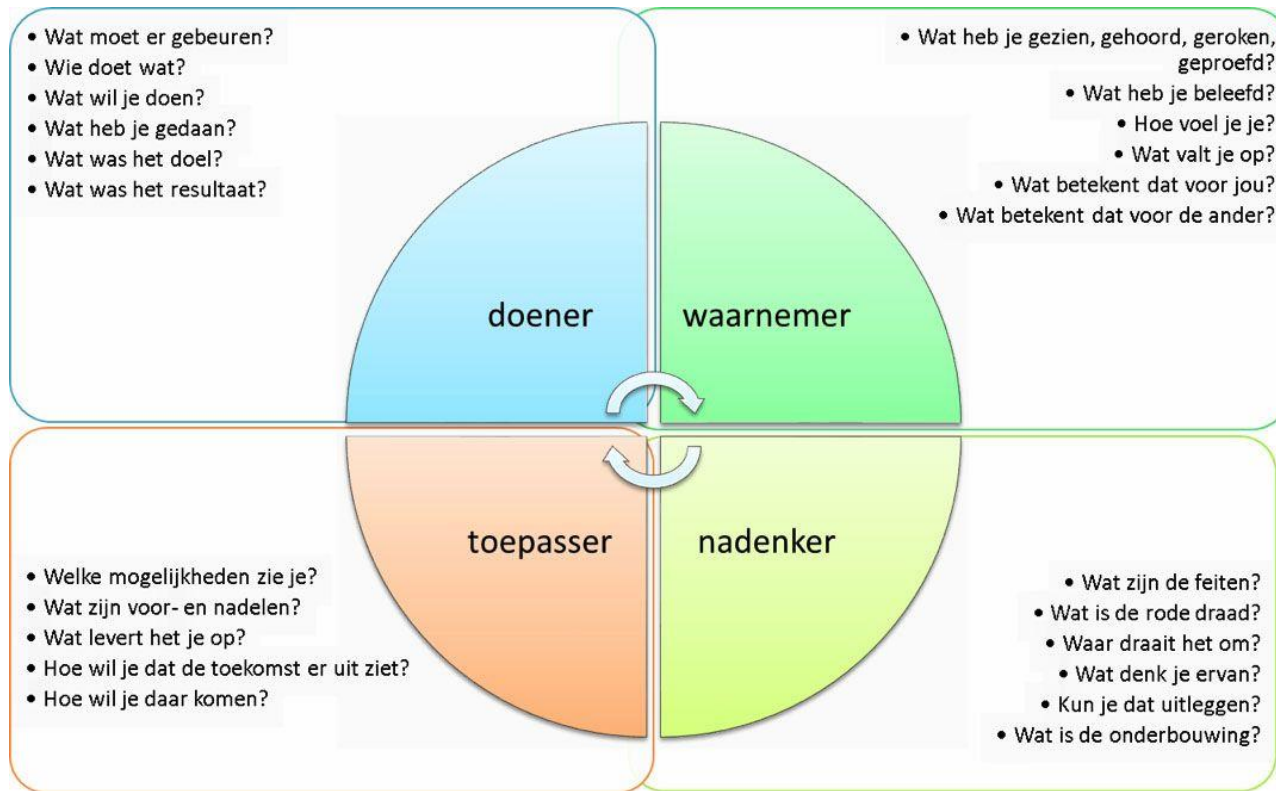 • Wat moet er gebeuren?
• Wie doet wat?
• Wat wil je doen?
• Wat heb je gedaan?
• Wat was het doel?
• Wat was het resultaat?
• Wat heb je gezien, gehoord, geroken,
geproefd?
• Wat heb je beleefd?
• Hoe voel je je?
• Wat valt je op?
• Wat betekent dat voor jou?
• Wat betekent dat voor de ander?
doener
waarnemer
toepasser
nadenker
• Welke mogelijkheden zie je?
• Wat zijn voor- en nadelen?
• Wat levert het je op?
• Hoe wil je dat de toekomst er uit ziet?
• Hoe wil je daar komen?
• Wat zijn de feiten?
• Wat is de rode draad?
• Waar draait het om?
• Wat denk je ervan?
• Kun je dat uitleggen?
• Wat is de onderbouwing?